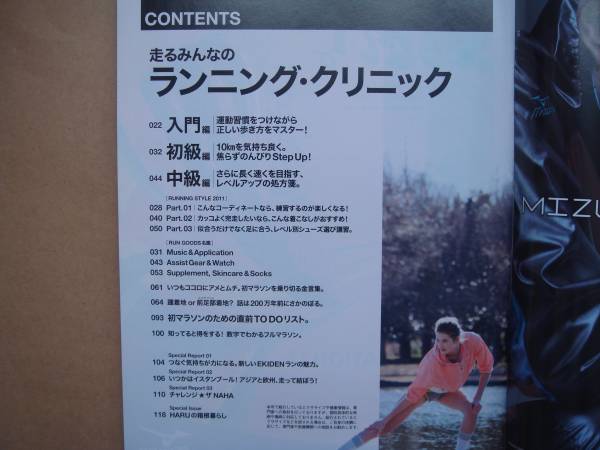 CONTENTS
走るみんなの
ランニング・クリニック
022 入門編 運動習慣をつけながら
正しい歩き方をマスター!
032 初級編 10kmを気持ち良く。
焦らずのんびりStep Up!
044 中級編 さらに長く速くを目指す、
レベルアップの処方箋。
[RUNNING STYLE 2011]
028 Part.01 こんなコーディネートなら、練習するのが楽しくなる!
040 Part.02 カッコよく完走したいなら、こんな着こなしがおすすめ!
050 Part.03 似合うだけでなく足に合う、レベル別シューズ選び講習。
[RUN GOODS名鑑]
031 Music & Application
043 Assist Gear & Watch
053 Supplement, Skincare & Socks
061 いつもココロにアメとムチ。初マラソンを乗り切る金言集。
064 踵着地 or 前足部着地? 話は200万年前にさかのぼる。
093 初マラソンのための直前TO DOリスト。
100 知ってると得をする! 数字でわかるフルマラソン。
Special Report 01
104 つなぐ気持ちが力になる。新しいEKIDENランの魅力。
Special Report 02
106 いつかはイスタンブール! アジアと欧州、走って結ぼう!
Special Report 03
110 チャレンジ★ザ NAHA
Special Issue
118 HARUの箱根暮らし
MIZU